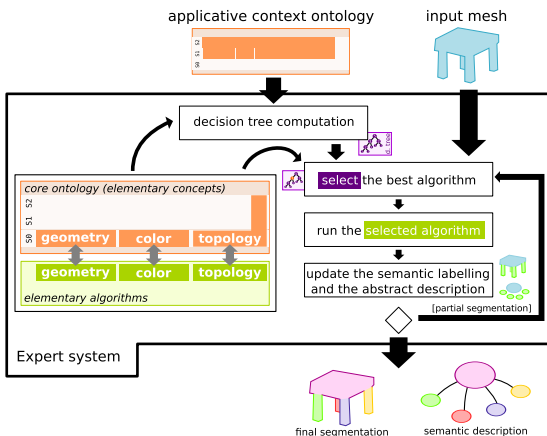 applicative context ontology
input mesh
S2
S1
S0
decision tree computation
d. tree
select the best algorithm
core ontology (elementary concepts)
S2
S1
S0
geometry color topology
geometry color topology
elementary algorithms
run the selected algorithm
update the semantic labelling
and the abstract description
[partial segmentation]
Expert system
final segmentation
semantic description